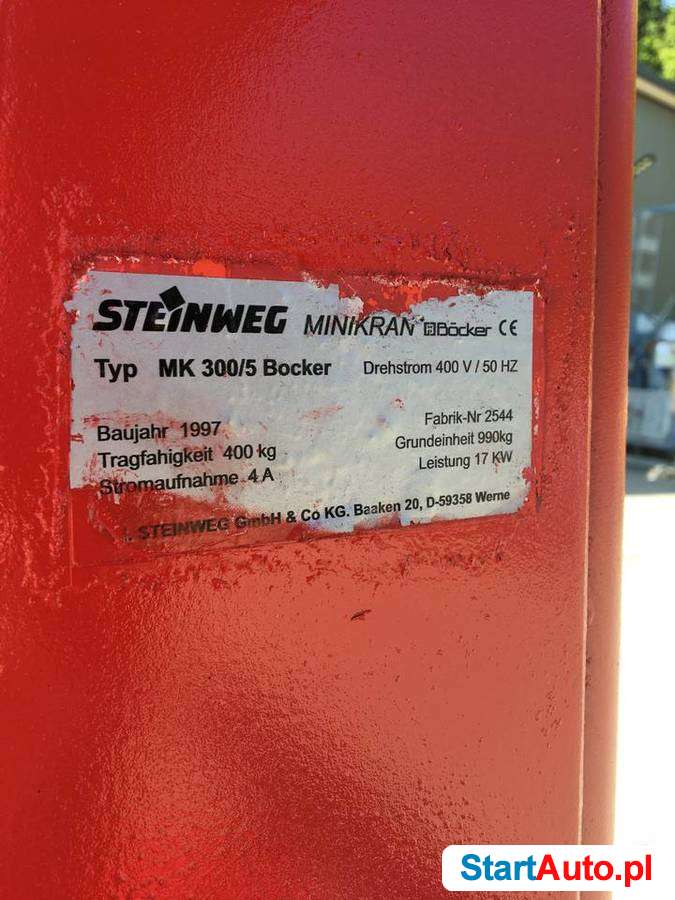 STEINWEG MINIKRAN Böcker CE
Typ MK 300/5 Bocker Drehstrom 400 V / 50 HZ
Baujahr 1997 Fabrik-Nr 2544
Tragfahigkeit 400 kg Grundeinheit 990kg
Stromaufnahme 4 A Leistung 17 KW
. STEINWEG GmbH & Co KG. Baaken 20, D-59358 Werne
StartAuto.pl